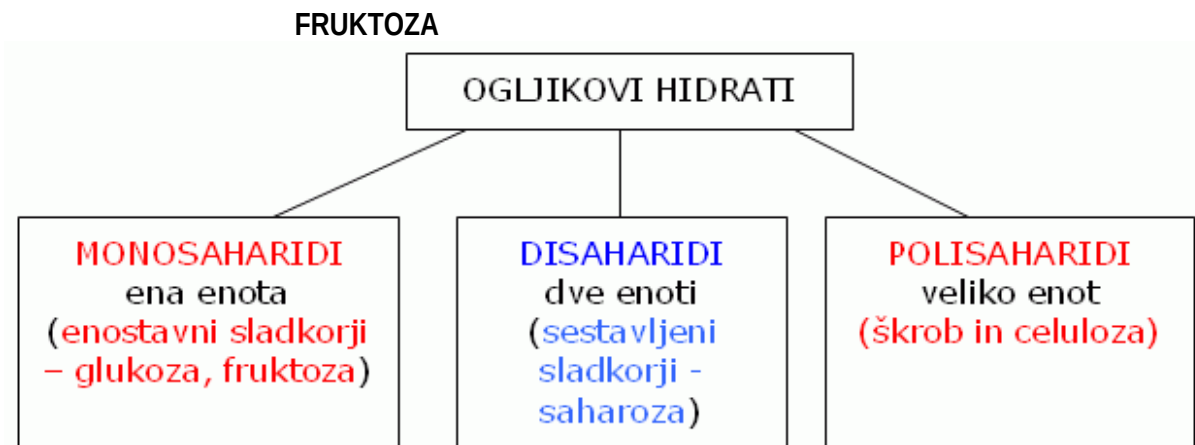 FRUKTOZA
OGLJIKOVI HIDRATI
MONOSAHARIDI
ena enota
(enostavni sladkorji
– glukoza, fruktoza)
DISAHARIDI
dve enoti
(sestavljeni
sladkorji -
saharoza)
POLISAHARIDI
veliko enot
(škrob in celuloza)